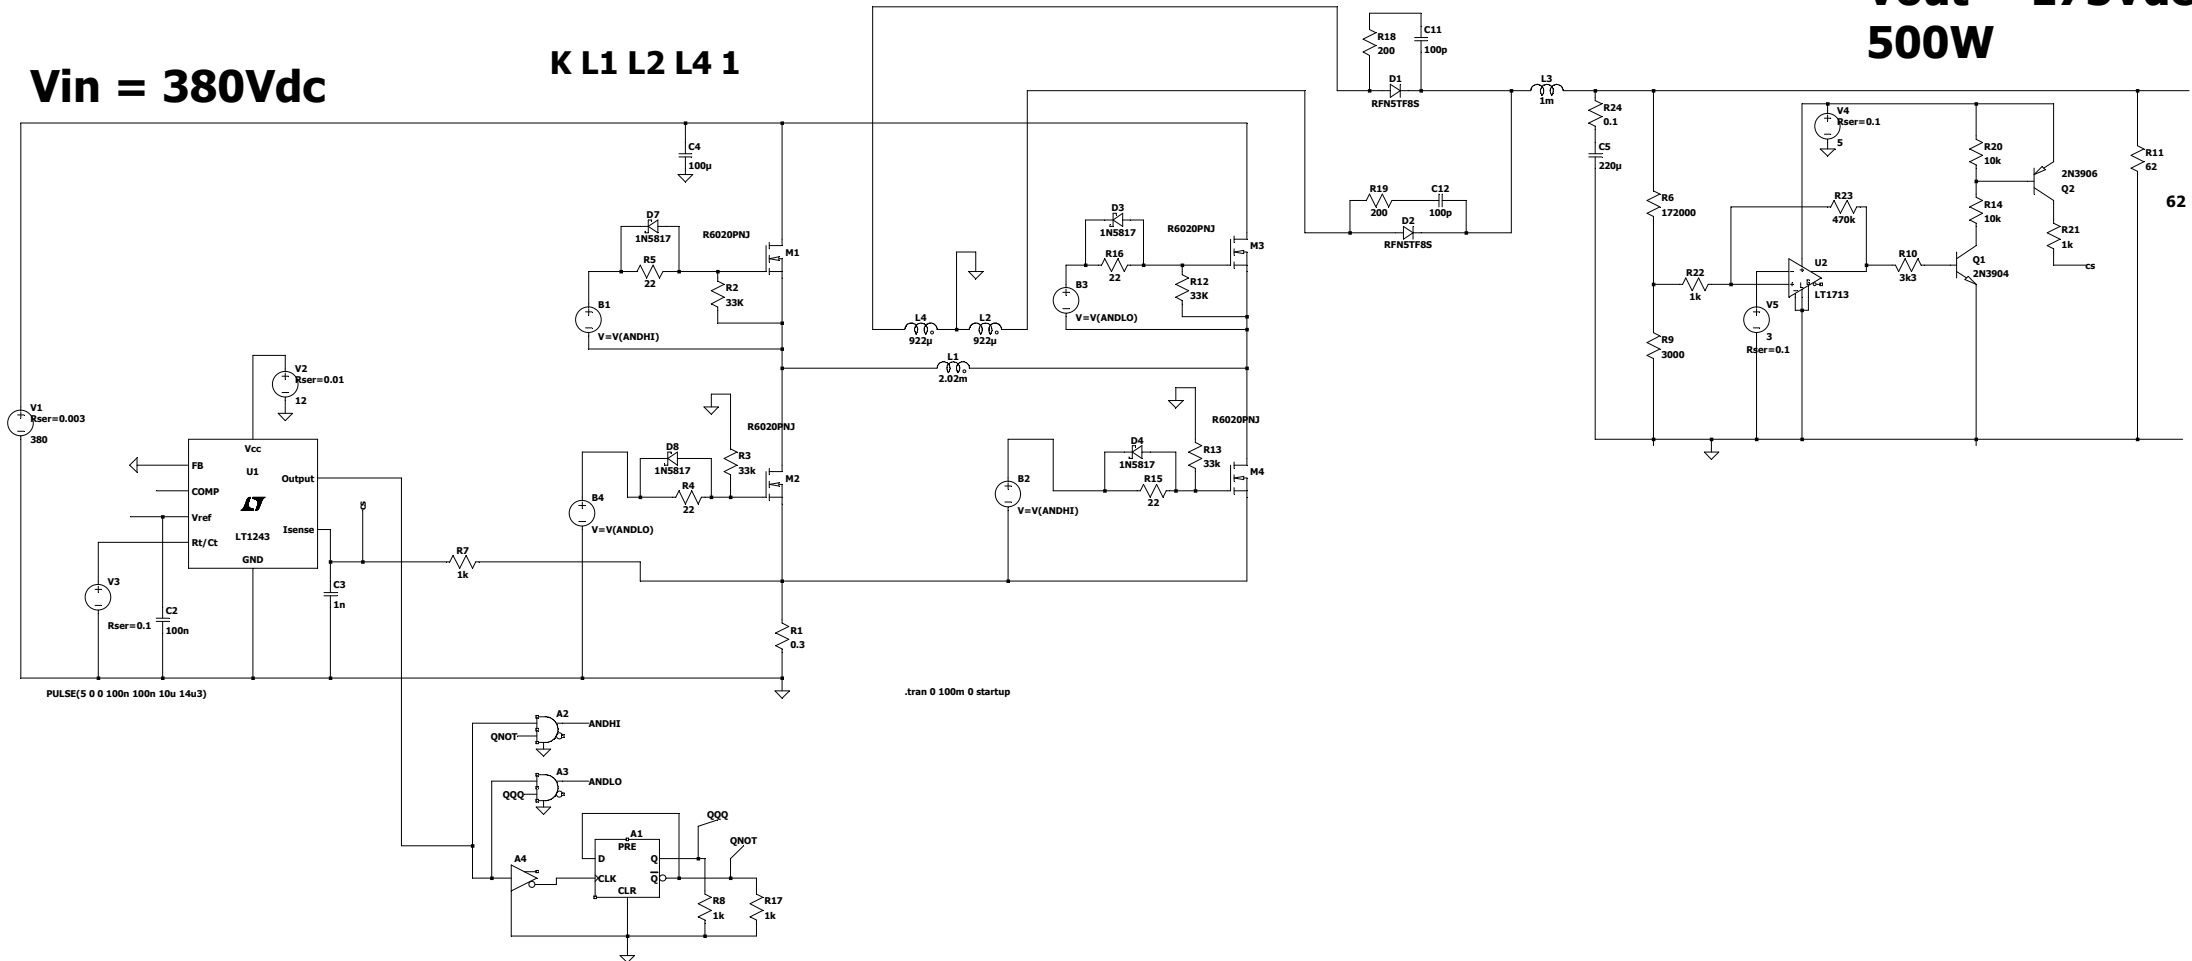 Vin = 380Vdc
K L1 L2 L4 1
500W
R18
200
C11
100p
D1
RFN5TF8S
L3
1m
R24
0.1
C5
220µ
V4
Rser=0.1
5
R20
10k
R14
10k
2N3906
Q2
R11
62
62
R21
1k
cs
C4
100µ
R19
200
C12
100p
D2
RFN5TF8S
R6
172000
R23
470k
R22
1k
U2
LT1713
R10
3k3
Q1
2N3904
V5
3
Rser=0.1
R9
3000
D7
1N5817
R5
22
R6020PNJ
M1
R2
33K
B1
V=V(ANDHI)
D3
1N5817
R16
22
R6020PNJ
M3
R12
33K
B3
V=V(ANDLO)
L4
922µ
L2
922µ
L1
2.02m
V2
Rser=0.01
12
V1
Rser=0.003
380
Vcc
U1
FB
COMP
Vref
Rt/Ct
Output
Isense
LT
LT1243
GND
cs
R7
1k
C3
1n
V3
Rser=0.1
C2
100n
D8
1N5817
R4
22
R3
33k
R6020PNJ
M2
B4
V=V(ANDLO)
D4
1N5817
R15
22
R13
33k
R6020PNJ
M4
B2
V=V(ANDHI)
R1
0.3
PULSE(5 0 0 100n 100n 10u 14u3)
.tran 0 100m 0 startup
A2
ANDHI
QNOT
A3
ANDLO
QQQ
A4
A1
PRE
D
Q
CLK
Q
CLR
QQQ
QNOT
R8
1k
R17
1k